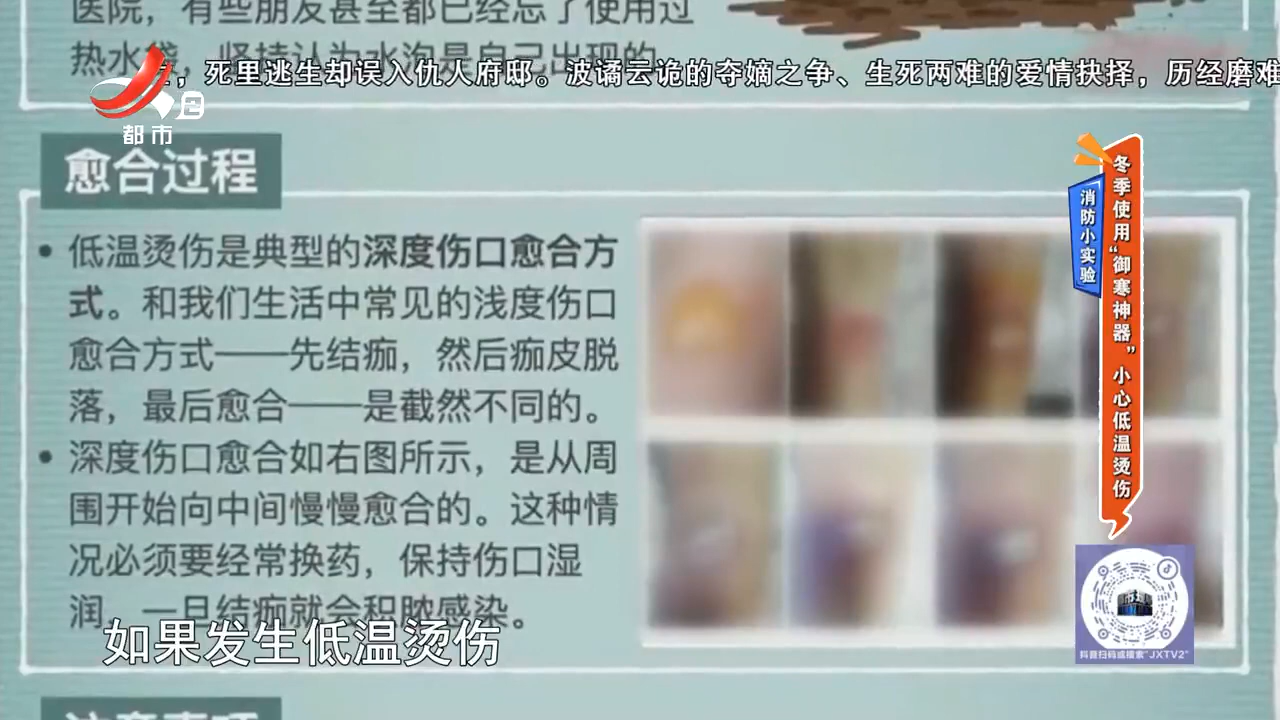 医院，有些朋友甚至都已经忘了使用过
热水袋，坚持认为水泡是自己出现的
，死里逃生却误入仇人府邸。波谲云诡的夺嫡之争、生死两难的爱情抉择，历经磨难
都市
愈合过程
• 低温烫伤是典型的深度伤口愈合方
式。和我们生活中常见的浅度伤口
愈合方式——先结痂，然后痂皮脱
落，最后愈合——是截然不同的。
• 深度伤口愈合如右图所示，是从周
围开始向中间慢慢愈合的。这种情
况必须要经常换药，保持伤口湿
润，一旦结痂就会积脓感染。
如果发生低温烫伤
注意事项
消防小实验
冬季使用“御寒神器”小心低温烫伤
抖音扫码或搜索"JXTV2"